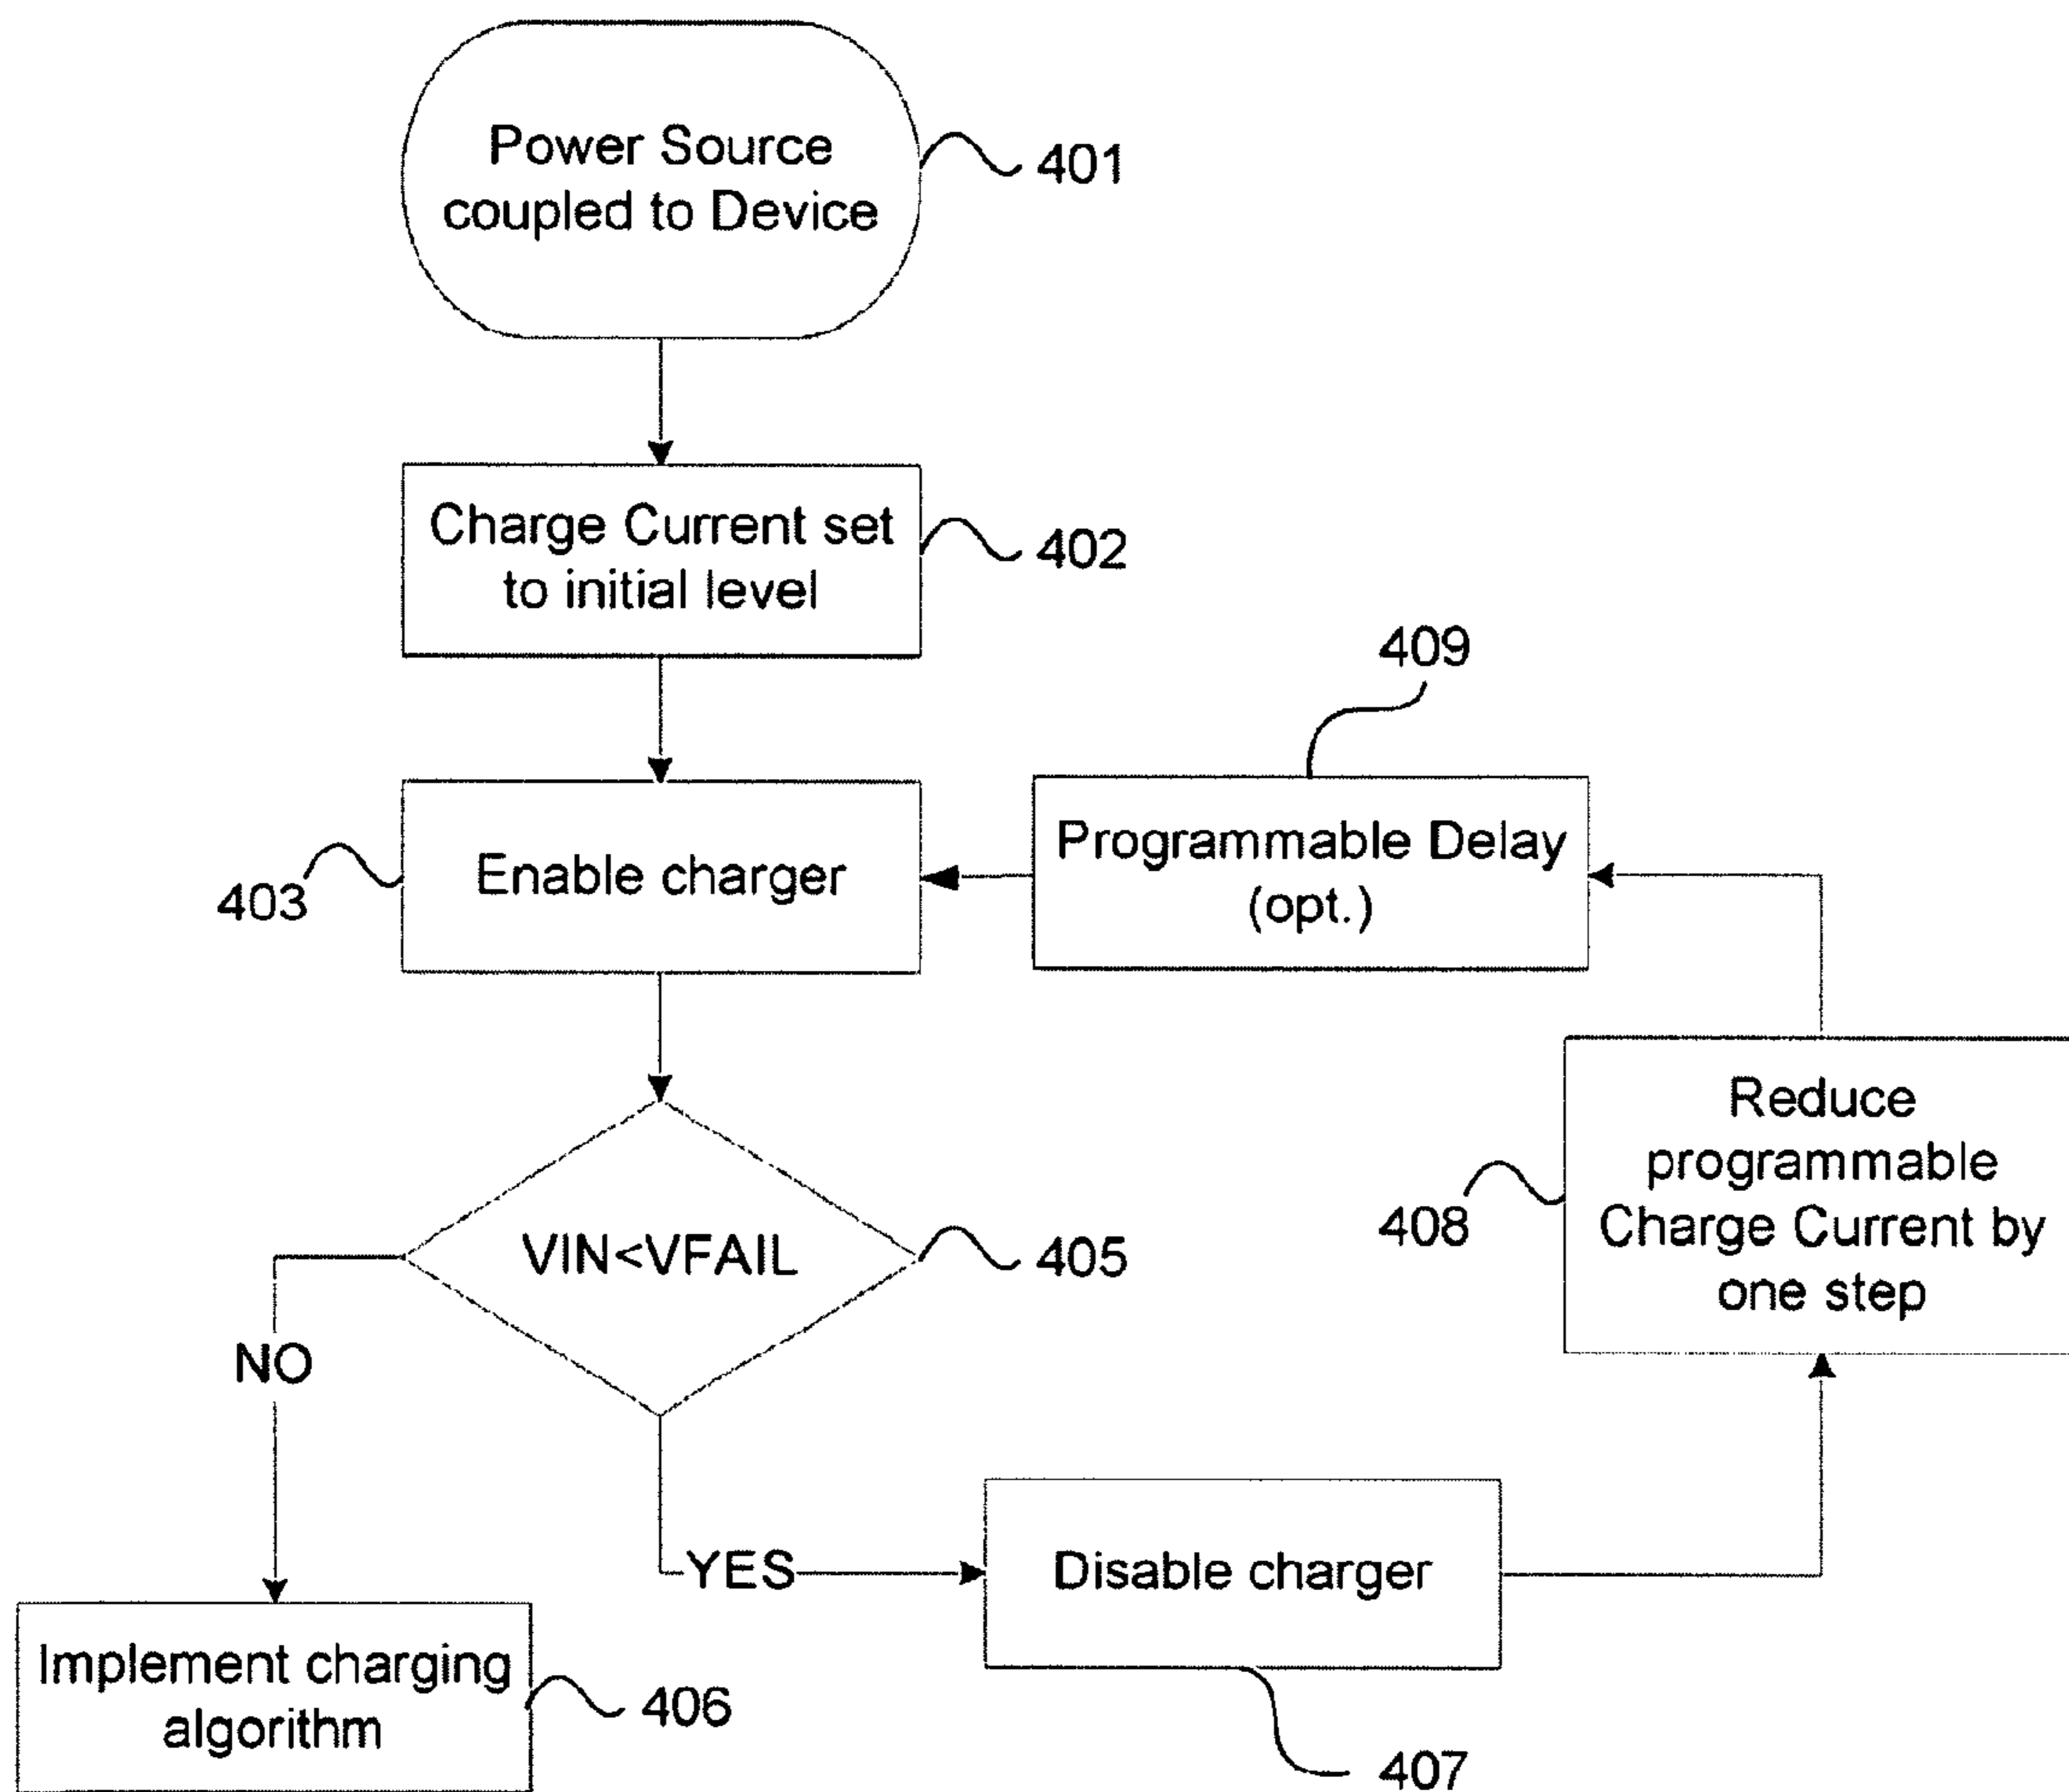 Power Source
coupled to Device
401
Charge Current set
to initial level
402
409
Enable charger
403
Programmable Delay
(opt.)
VIN<VFAIL
405
Reduce
programmable
Charge Current by
one step
408
NO
YES
Disable charger
407
Implement charging
algorithm
406